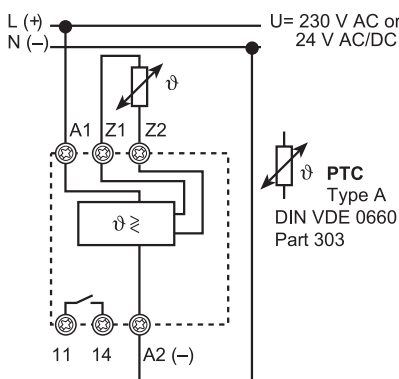 L (+)
U= 230 V AC or
N (–)
24 V AC/DC
ϑ
A1 Z1 Z2
ϑ PTC
Type A
DIN VDE 0660
Part 303
ϑ ≷
11 14 A2 (–)